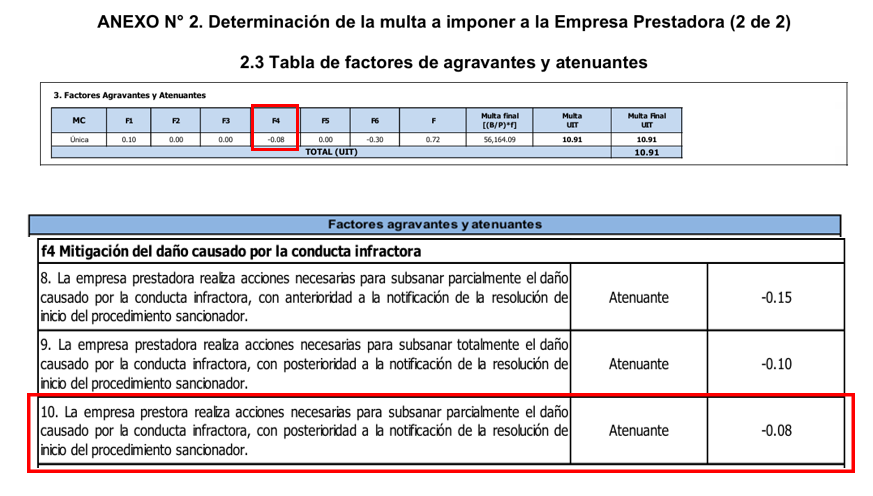 ANEXO N° 2. Determinación de la multa a imponer a la Empresa Prestadora (2 de 2)
2.3 Tabla de factores de agravantes y atenuantes
3. Factores Agravantes y Atenuantes
MC F1 F2 F3 F4 F5 F6 F Multa final [(B/P)*f] Multa UIT Multa Final UIT
Única 0.10 0.00 0.00 -0.08 0.00 -0.30 0.72 56,164.09 10.91 10.91
TOTAL (UIT) 10.91
Factores agravantes y atenuantes
f4 Mitigación del daño causado por la conducta infractora
8. La empresa prestadora realiza acciones necesarias para subsanar parcialmente el daño
causado por la conducta infractora, con anterioridad a la notificación de la resolución de
inicio del procedimiento sancionador.
Atenuante
-0.15
9. La empresa prestadora realiza acciones necesarias para subsanar totalmente el daño
causado por la conducta infractora, con posterioridad a la notificación de la resolución de
inicio del procedimiento sancionador.
Atenuante
-0.10
10. La empresa prestora realiza acciones necesarias para subsanar parcialmente el daño
causado por la conducta infractora, con posterioridad a la notificación de la resolución de
inicio del procedimiento sancionador.
Atenuante
-0.08